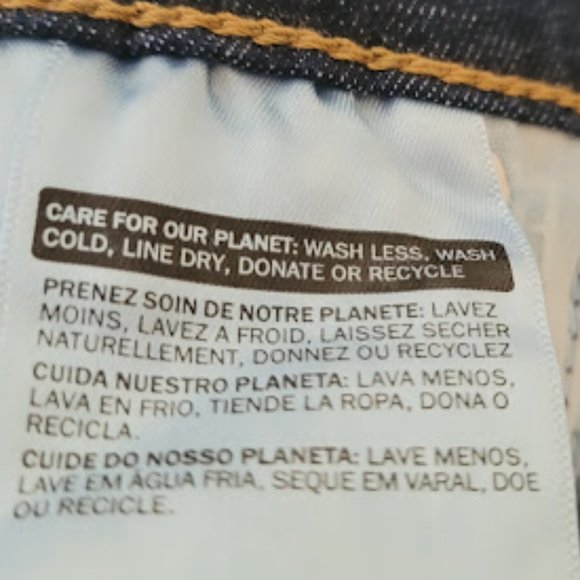 CARE FOR OUR PLANET: WASH LESS, WASH
COLD, LINE DRY, DONATE OR RECYCLE
PRENEZ SOIN DE NOTRE PLANETE: LAVEZ
MOINS, LAVEZ A FROID, LAISSEZ SECHER
NATURELLEMENT, DONNEZ OU RECYCLEZ
CUIDA NUESTRO PLANETA: LAVA MENOS,
LAVA EN FRIO, TIENDE LA ROPA, DONA O
RECICLA.
CUIDE DO NOSSO PLANETA: LAVE MENOS,
LAVE EM ÁGUA FRIA, SEQUE EM VARAL, DOE
OU RECICLE.